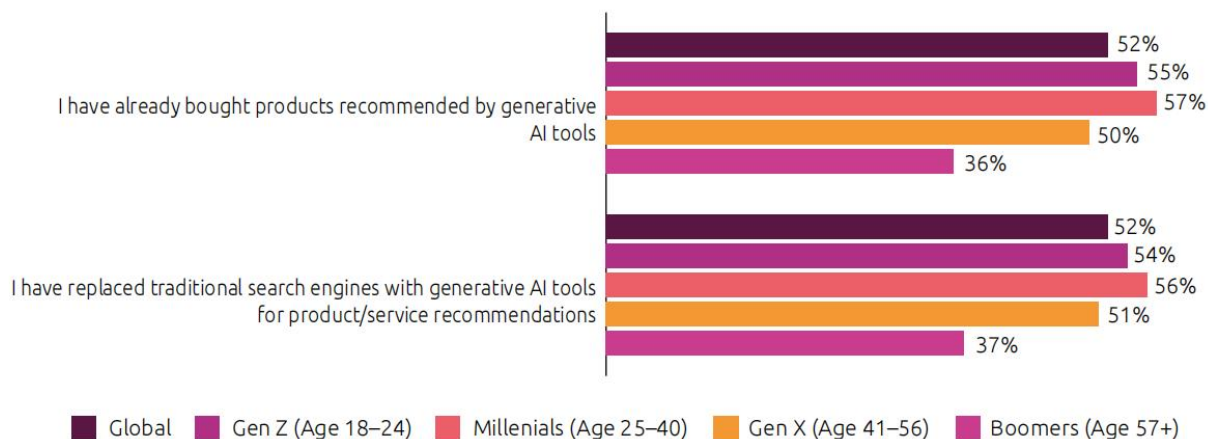 52%
55%
57%
50%
36%
I have already bought products recommended by generative
AI tools
52%
54%
56%
51%
37%
I have replaced traditional search engines with generative AI tools
for product/service recommendations
Global
Gen Z (Age 18–24)
Millenials (Age 25–40)
Gen X (Age 41–56)
Boomers (Age 57+)